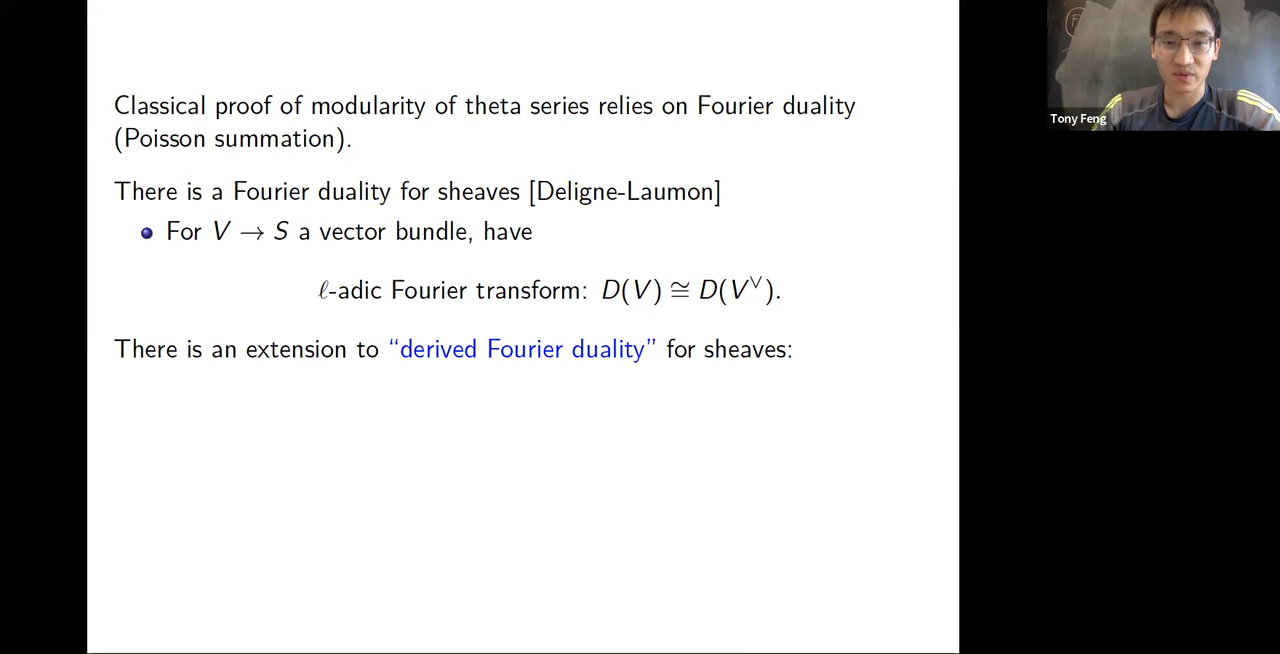 Classical proof of modularity of theta series relies on Fourier duality
(Poisson summation).
There is a Fourier duality for sheaves [Deligne-Laumon]
• For V → S a vector bundle, have
ℓ-adic Fourier transform: D(V) ≅ D(V^∨).
There is an extension to “derived Fourier duality” for sheaves:
Tony Feng